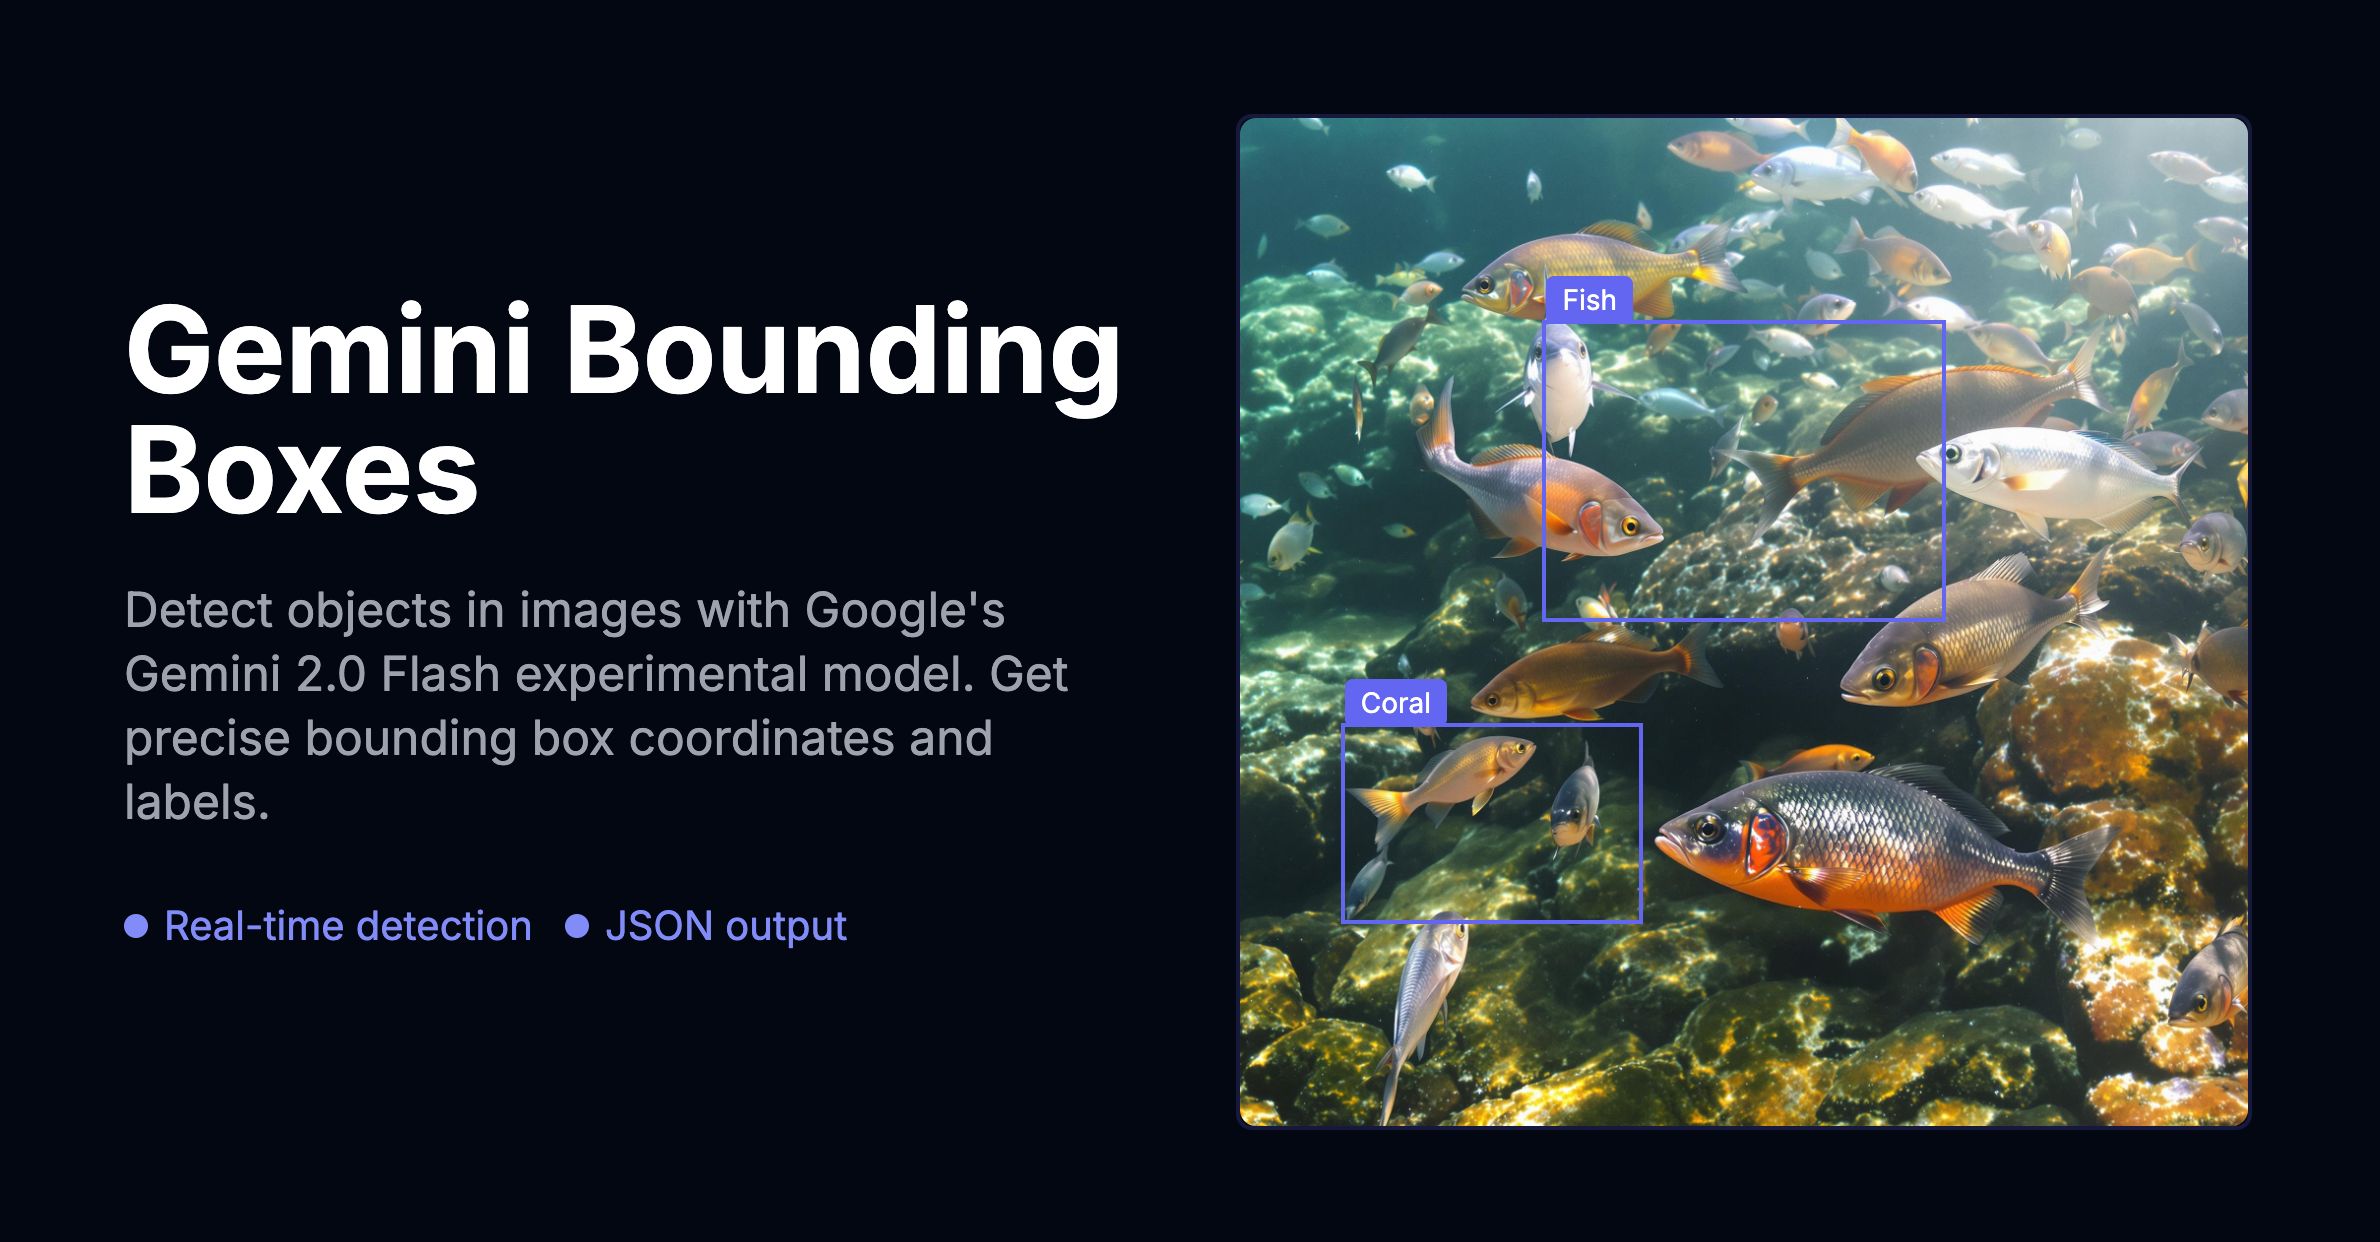 Gemini Bounding
Boxes
Detect objects in images with Google's
Gemini 2.0 Flash experimental model. Get
precise bounding box coordinates and
labels.
Real-time detection
JSON output
Fish
Coral